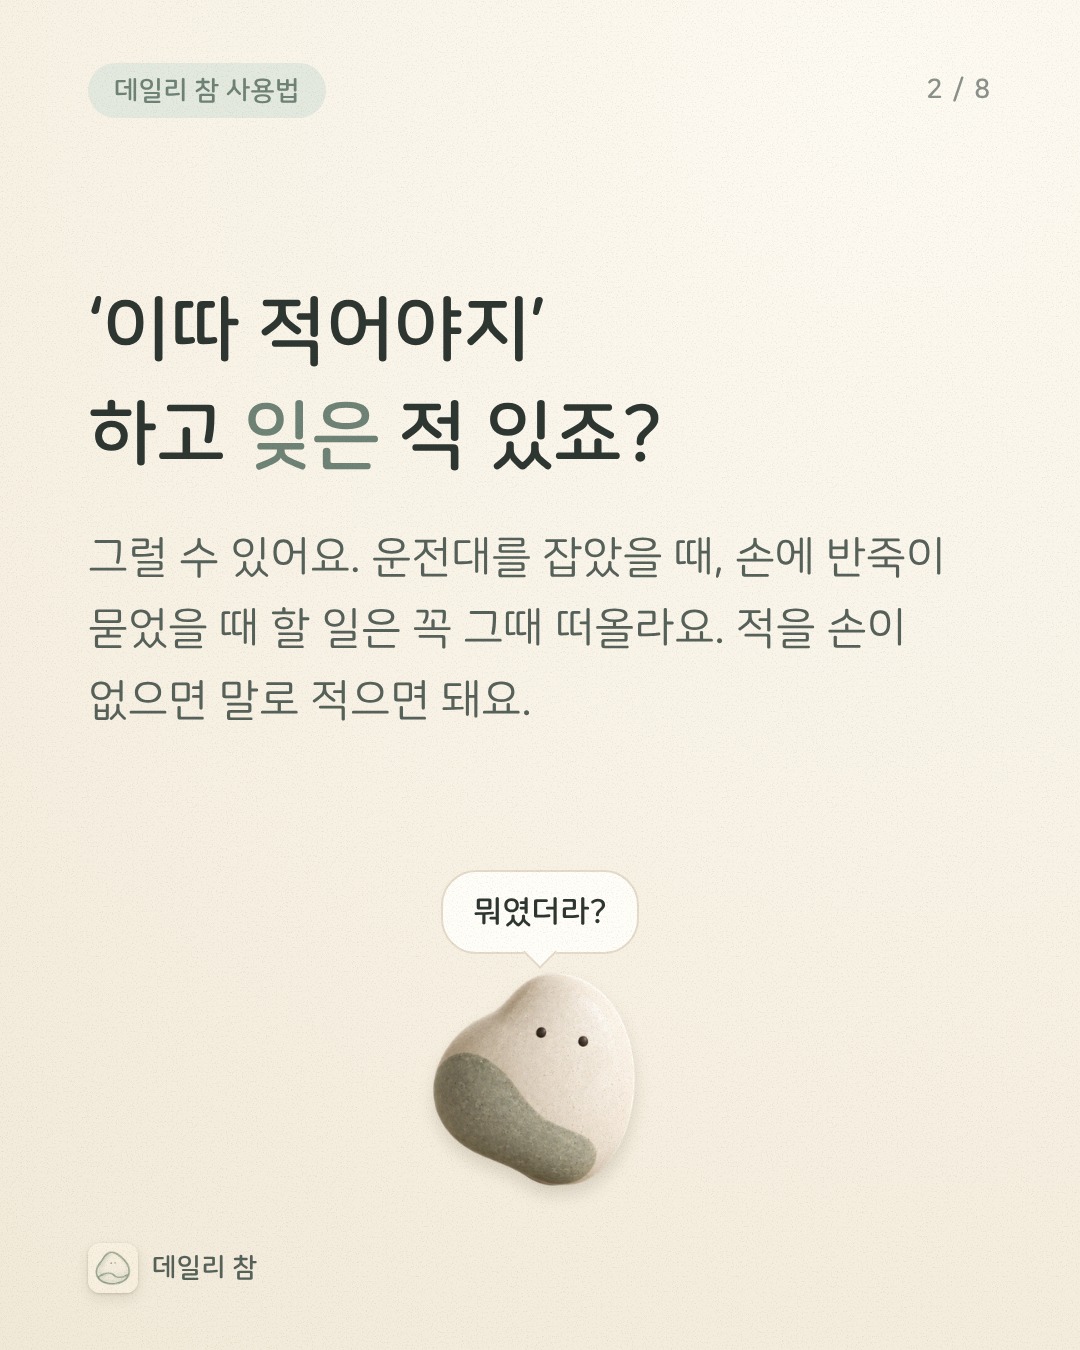 데일리 참 사용법
2 / 8
‘이따 적어야지’
하고 잊은 적 있죠?
그럴 수 있어요. 운전대를 잡았을 때, 손에 반죽이
묻었을 때 할 일은 꼭 그때 떠올라요. 적을 손이
없으면 말로 적으면 돼요.
뭐였더라?
데일리 참